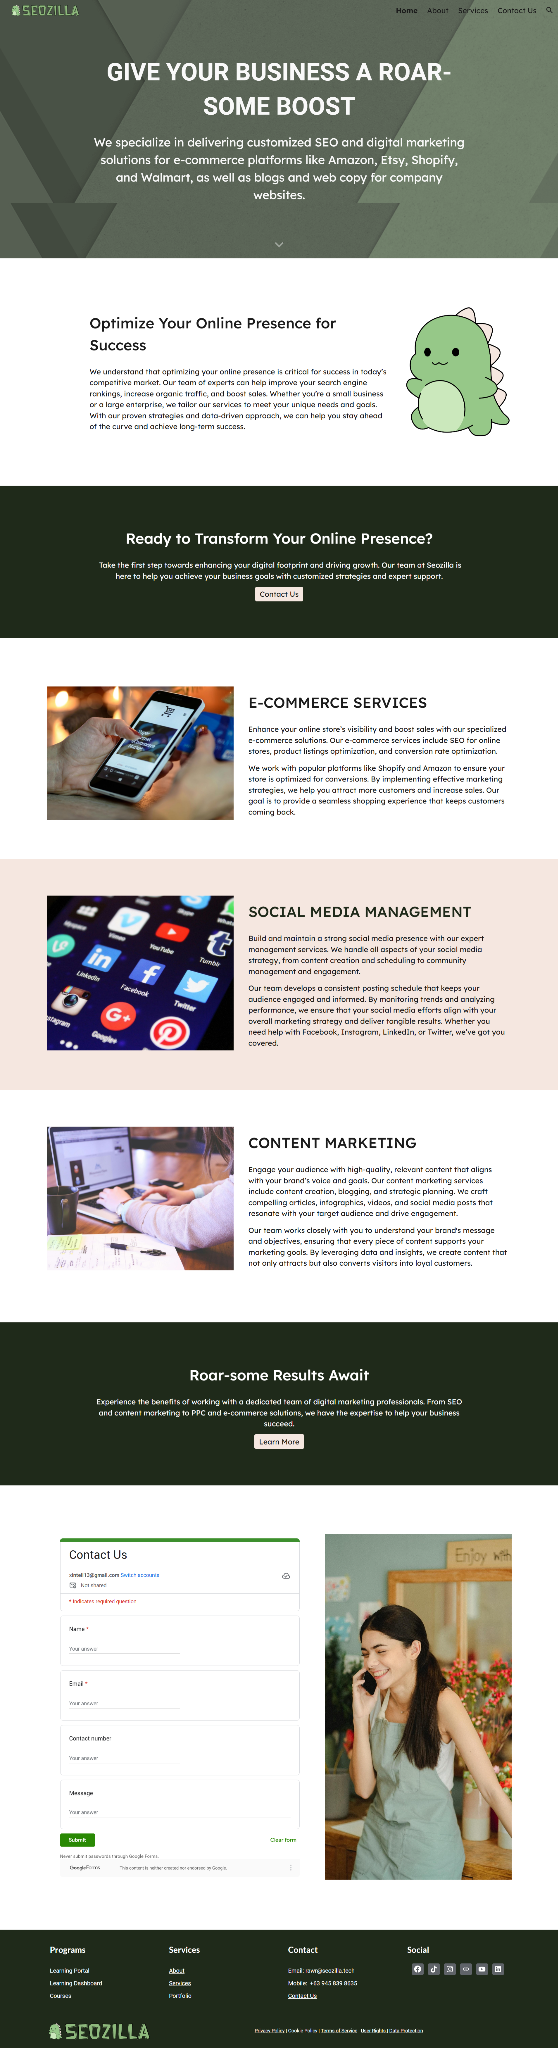 SEOZILLA
Home About Services Contact Us
GIVE YOUR BUSINESS A ROAR-
SOME BOOST
We specialize in delivering customized SEO and digital marketing
solutions for e-commerce platforms like Amazon, Etsy, Shopify,
and Walmart, as well as blogs and web copy for company
websites.
Optimize Your Online Presence for
Success
We understand that optimizing your online presence is critical for success in today's
competitive market. Our team of experts can help improve your search engine
rankings, increase organic traffic, and boost sales. Whether you're a small business
or a large enterprise, we tailor our services to meet your unique needs and goals.
With our proven strategies and data-driven approach, we can help you stay ahead
of the curve and achieve long-term success.
Ready to Transform Your Online Presence?
Take the first step towards enhancing your digital footprint and driving growth. Our team at Seozilla is
here to help you achieve your business goals with customized strategies and expert support.
Contact Us
E-COMMERCE SERVICES
Enhance your online store's visibility and boost sales with our specialized
e-commerce solutions. Our e-commerce services include SEO for online
stores, product listings optimization, and conversion rate optimization.
We work with popular platforms like Shopify and Amazon to ensure your
store is optimized for conversions. By implementing effective marketing
strategies, we help you attract more customers and increase sales. Our
goal is to provide a seamless shopping experience that keeps customers
coming back.
Vimeo
YouTube
Tumblr
LinkedIn
Facebook
Twitter
Instagram
Google+
SOCIAL MEDIA MANAGEMENT
Build and maintain a strong social media presence with our expert
management services. We handle all aspects of your social media
strategy, from content creation and scheduling to community
management and engagement.
Our team develops a consistent posting schedule that keeps your
audience engaged and informed. By monitoring trends and analyzing
performance, we ensure that your social media efforts align with your
overall marketing strategy and deliver tangible results. Whether you
need help with Facebook, Instagram, LinkedIn, or Twitter, we've got you
covered.
CONTENT MARKETING
Engage your audience with high-quality, relevant content that aligns
with your brand's voice and goals. Our content marketing services
include content creation, blogging, and strategic planning. We craft
compelling articles, infographics, videos, and social media posts that
resonate with your target audience and drive engagement.
Our team works closely with you to understand your brand's message
and objectives, ensuring that every piece of content supports your
marketing goals. By leveraging data and insights, we create content that
not only attracts but also converts visitors into loyal customers.
Roar-some Results Await
Experience the benefits of working with a dedicated team of digital marketing professionals. From SEO
and content marketing to PPC and e-commerce solutions, we have the expertise to help your business
succeed.
Learn More
Contact Us
Switch accounts
Not shared
* Indicates required question
Name *
Your answer
Email *
Your answer
Contact number
Your answer
Message
Your answer
Submit Clear form
Never submit passwords through Google Forms.
Google Forms This content is neither created nor endorsed by Google.
Enjoy
Programs
Learning Portal
Learning Dashboard
Courses
Services
About
Services
Portfolio
Contact
Email: rawr@seozilla.tech
Mobile: +63 945 839 8635
Contact Us
Social
SEOZILLA
Privacy Policy | Cookie Policy | Terms of Service | User Rights | Data Protection